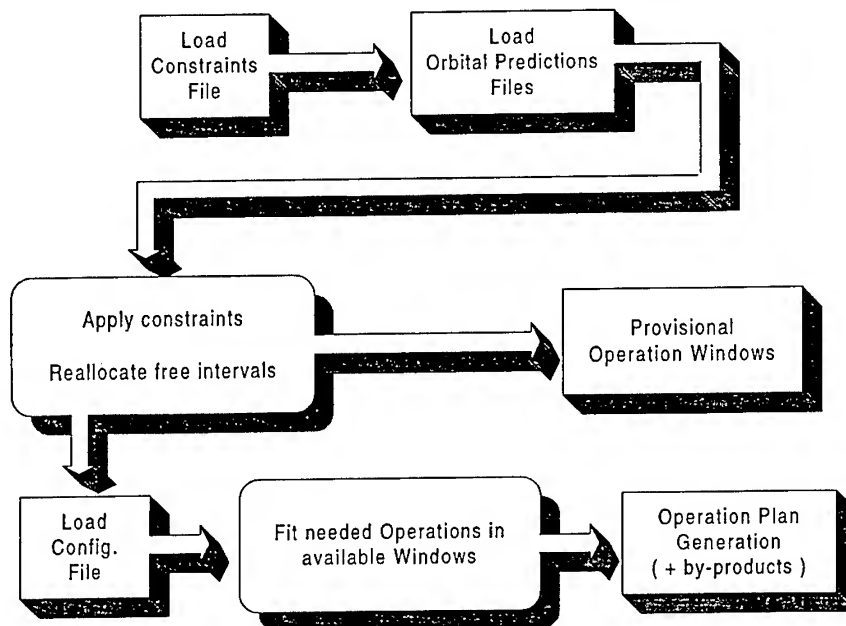 Load
Constraints
File
Load
Orbital Predictions
Files
Apply constraints
Reallocate free intervals
Provisional
Operation Windows
Load
Config.
File
Fit needed Operations in
available Windows
Operation Plan
Generation
( + by-products )